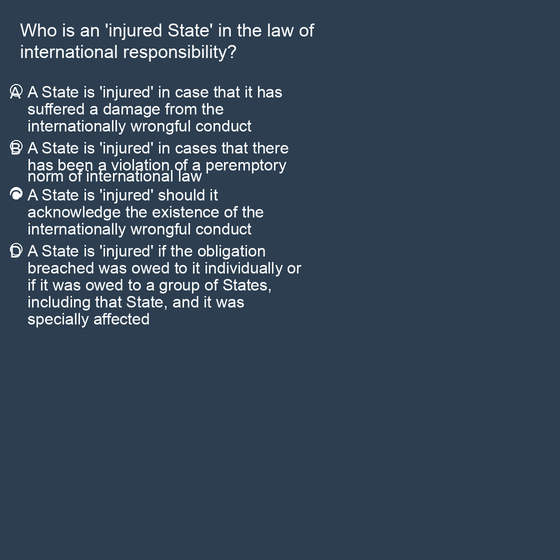 Who is an 'injured State' in the law of
international responsibility?
A A State is 'injured' in case that it has
suffered a damage from the
internationally wrongful conduct
B A State is 'injured' in cases that there
has been a violation of a peremptory
norm of international law
C A State is 'injured' should it
acknowledge the existence of the
internationally wrongful conduct
D A State is 'injured' if the obligation
breached was owed to it individually or
if it was owed to a group of States,
including that State, and it was
specially affected